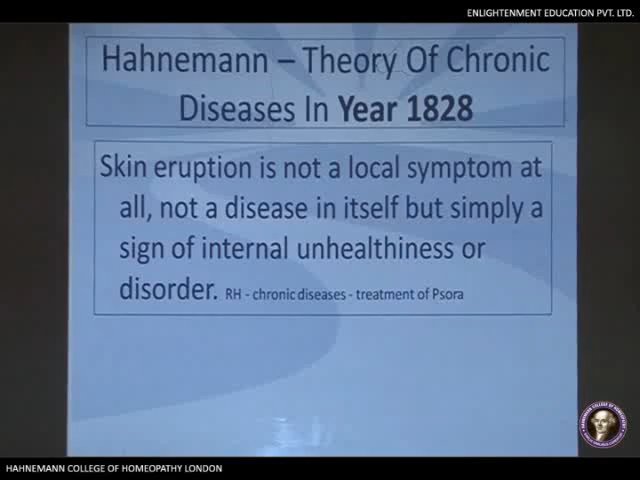 ENLIGHTENMENT EDUCATION PVT. LTD.
Hahnemann – Theory Of Chronic
Diseases In Year 1828
Skin eruption is not a local symptom at
all, not a disease in itself but simply a
sign of internal unhealthiness or
disorder. RH - chronic diseases - treatment of Psora
HAHNEMANN COLLEGE OF HOMEOPATHY LONDON